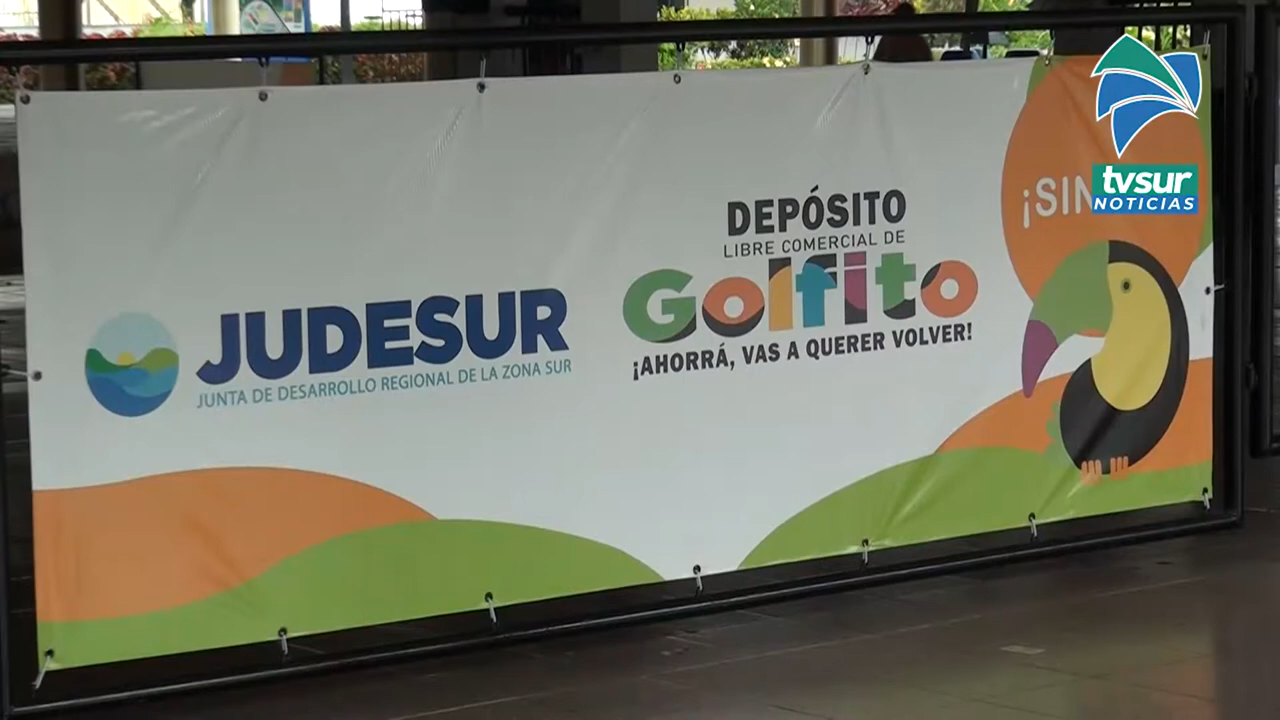 JUDESUR
JUNTA DE DESARROLLO REGIONAL DE LA ZONA SUR
DEPÓSITO
LIBRE COMERCIAL DE
Golfito
¡AHORRÁ, VAS A QUERER VOLVER!
¡SIN
tvsur
NOTICIAS